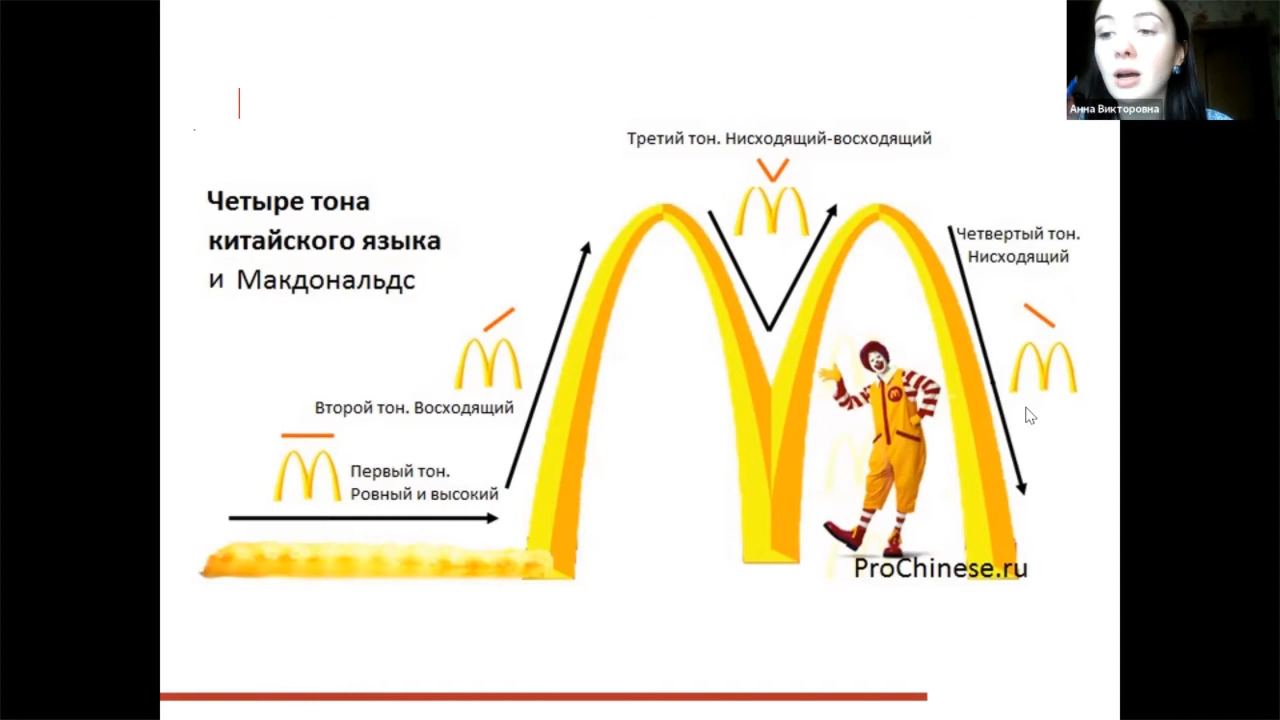 Анна Викторовна
Третий тон. Нисходящий-восходящий
Четыре тона
китайского языка
и Макдональдс
Четвертый тон.
Нисходящий
Второй тон. Восходящий
Первый тон.
Ровный и высокий
ProChinese.ru